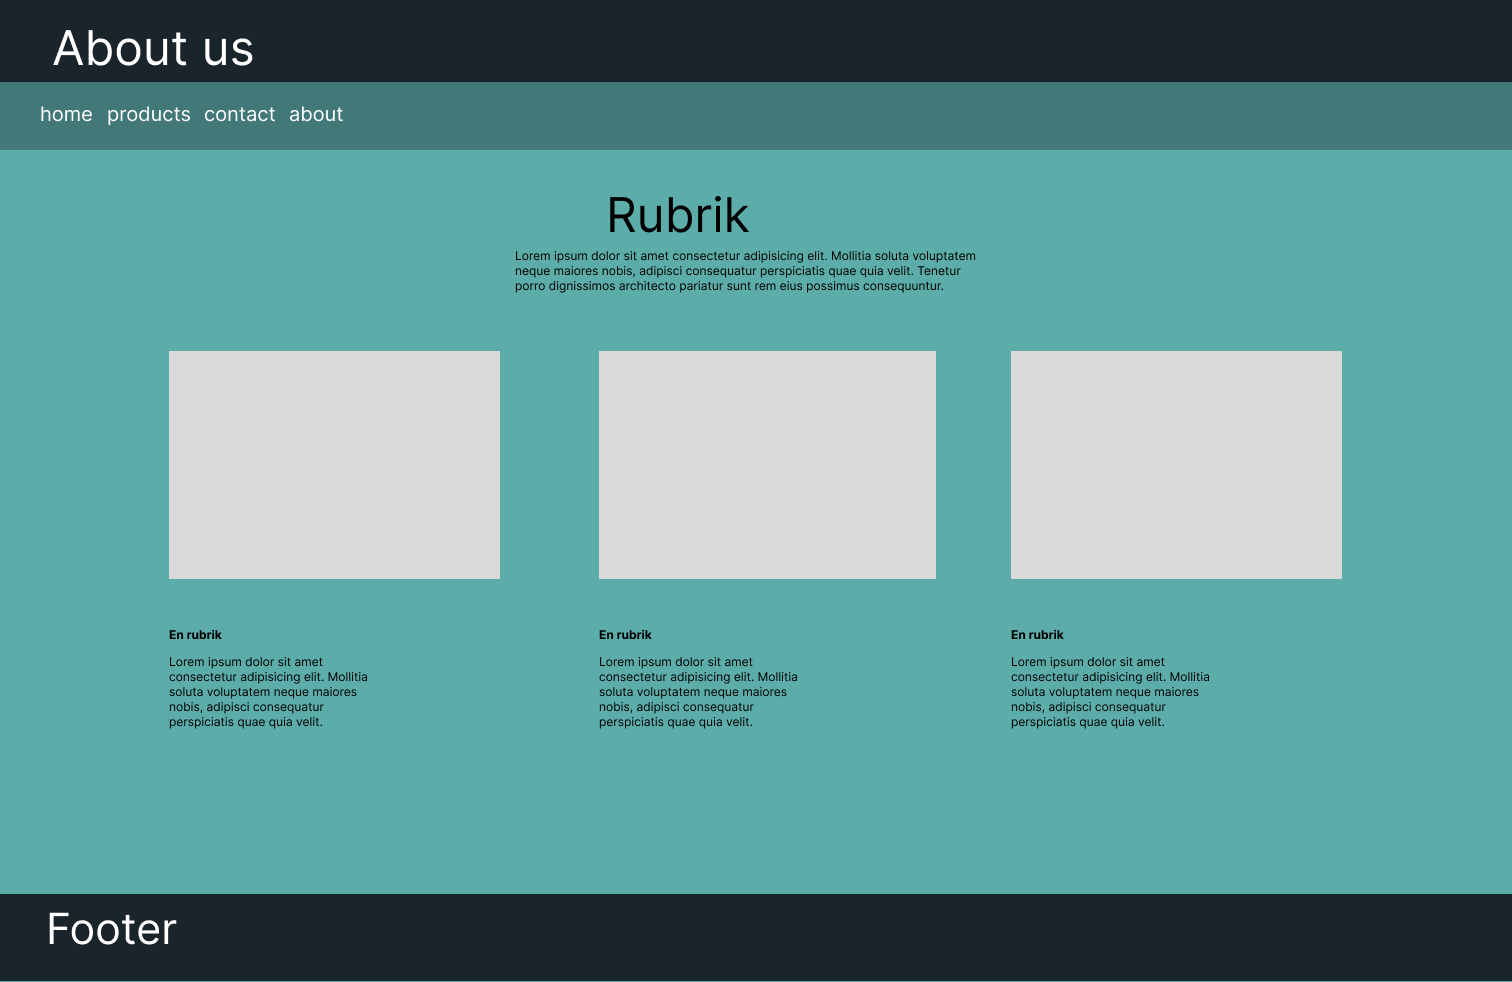 About us
home products contact about
Rubrik
Lorem ipsum dolor sit amet consectetur adipisicing elit. Mollitia soluta voluptatem
neque maiores nobis, adipisci consequatur perspiciatis quae quia velit. Tenetur
porro dignissimos architecto pariatur sunt rem eius possimus consequuntur.
En rubrik
Lorem ipsum dolor sit amet
consectetur adipisicing elit. Mollitia
soluta voluptatem neque maiores
nobis, adipisci consequatur
perspiciatis quae quia velit.
En rubrik
Lorem ipsum dolor sit amet
consectetur adipisicing elit. Mollitia
soluta voluptatem neque maiores
nobis, adipisci consequatur
perspiciatis quae quia velit.
En rubrik
Lorem ipsum dolor sit amet
consectetur adipisicing elit. Mollitia
soluta voluptatem neque maiores
nobis, adipisci consequatur
perspiciatis quae quia velit.
Footer